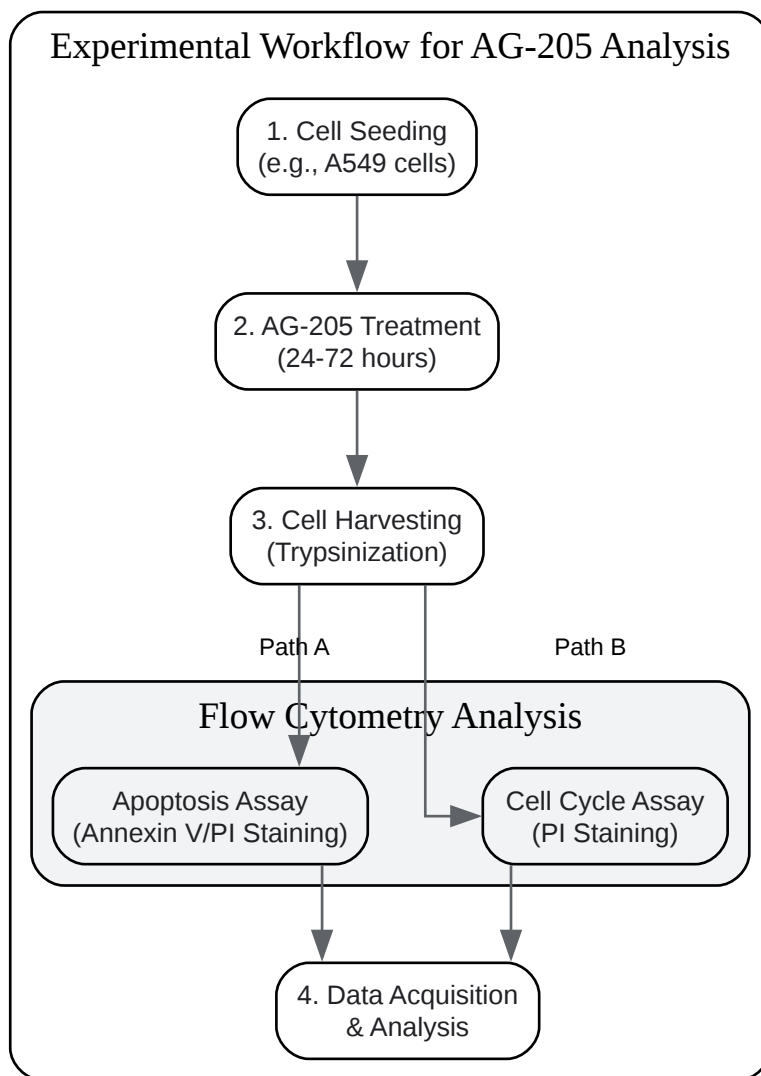 Experimental Workflow for AG-205 Analysis
1. Cell Seeding
(e.g., A549 cells)
2. AG-205 Treatment
(24-72 hours)
3. Cell Harvesting
(Trypsinization)
Path A
Path B
Flow Cytometry Analysis
Apoptosis Assay
(Annexin V/PI Staining)
Cell Cycle Assay
(PI Staining)
4. Data Acquisition
& Analysis